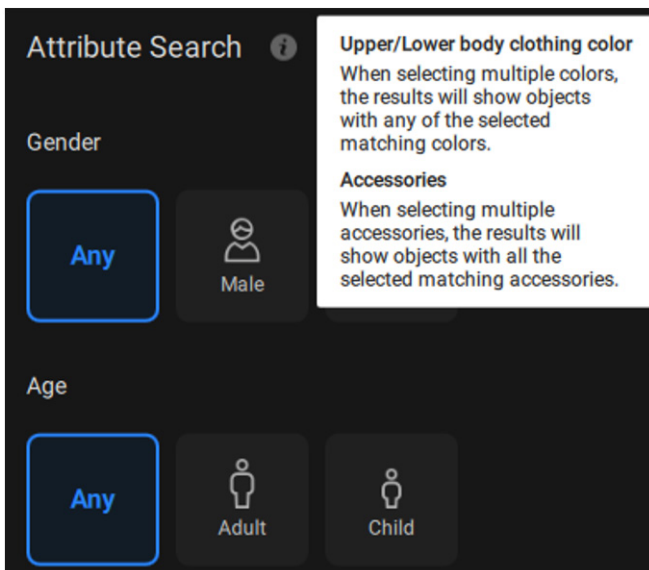 Attribute Search
Upper/Lower body clothing color
When selecting multiple colors,
the results will show objects
with any of the selected
matching colors.
Accessories
When selecting multiple
accessories, the results will
show objects with all the
selected matching accessories.
Gender
Any
Male
Age
Any
Adult
Child